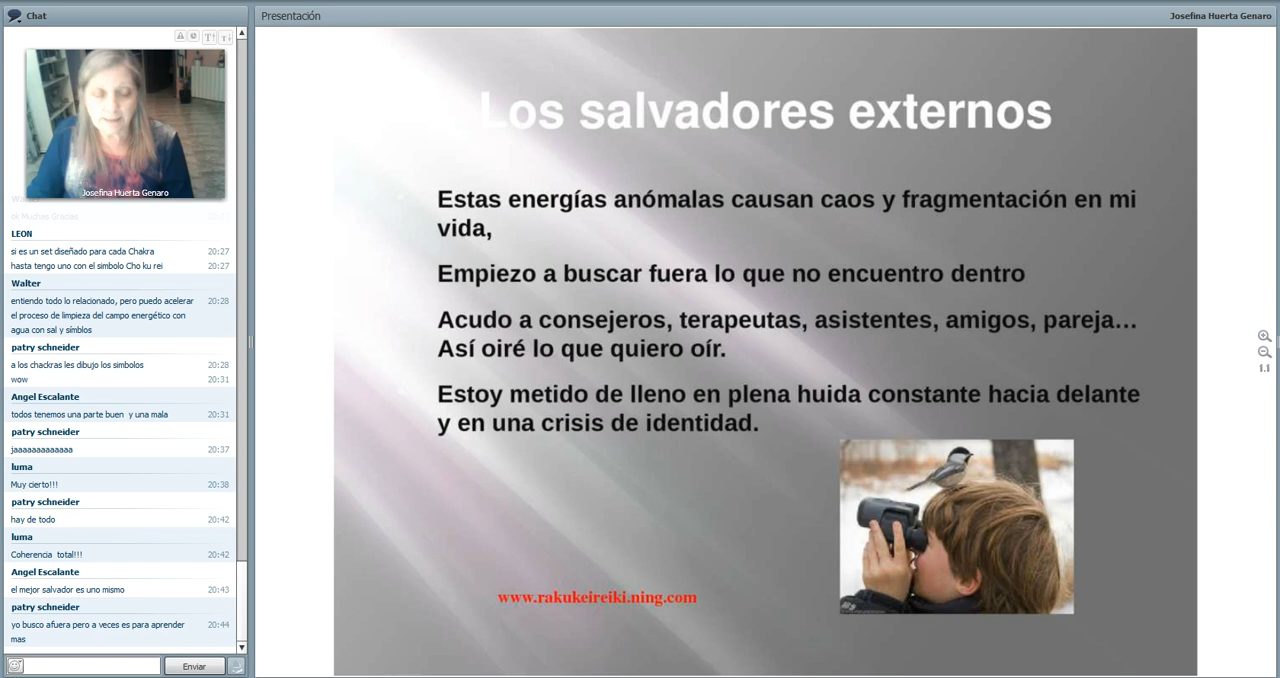 Chat
Josefina Huerta Genaro
ok Muchas Gracias
LEON
si es un set diseñado para cada Chakra 20:27
hasta tengo uno con el simbolo Cho ku rei 20:27
Walter
entiendo todo lo relacionado, pero puedo acelerar 20:28
el proceso de limpieza del campo energético con
agua con sal y símblos
patry schneider
a los chackras les dibujo los simbolos 20:28
wow 20:31
Angel Escalante
todos tenemos una parte buen y una mala 20:31
patry schneider
jaaaaaaaaaaaaa 20:37
luma
Muy cierto!!! 20:38
patry schneider
hay de todo 20:42
luma
Coherencia total!!! 20:42
Angel Escalante
el mejor salvador es uno mismo 20:43
patry schneider
yo busco afuera pero a veces es para aprender 20:44
mas
Enviar
Presentación
Josefina Huerta Genaro
Los salvadores externos
Estas energías anómalas causan caos y fragmentación en mi
vida,
Empiezo a buscar fuera lo que no encuentro dentro
Acudo a consejeros, terapeutas, asistentes, amigos, pareja…
Así oiré lo que quiero oír.
Estoy metido de lleno en plena huida constante hacia delante
y en una crisis de identidad.
www.rakukeireiki.ning.com
1.1